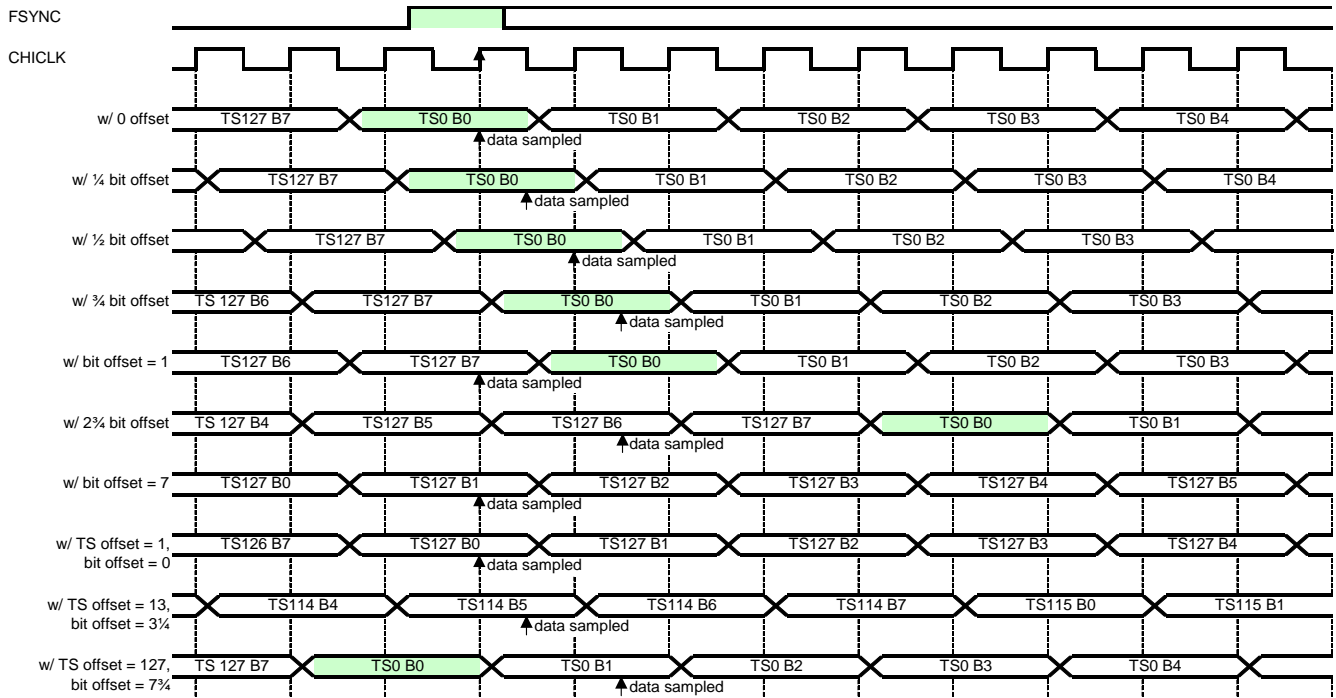 FSYNC
CHICLK
w/ 0 offset TS127 B7 TS0 B0 TS0 B1 TS0 B2 TS0 B3 TS0 B4
data sampled
w/ ¼ bit offset TS127 B7 TS0 B0 TS0 B1 TS0 B2 TS0 B3 TS0 B4
data sampled
w/ ½ bit offset TS127 B7 TS0 B0 TS0 B1 TS0 B2 TS0 B3
data sampled
w/ ¾ bit offset TS 127 B6 TS127 B7 TS0 B0 TS0 B1 TS0 B2 TS0 B3
data sampled
w/ bit offset = 1 TS127 B6 TS127 B7 TS0 B0 TS0 B1 TS0 B2 TS0 B3
data sampled
w/ 2¾ bit offset TS 127 B4 TS127 B5 TS127 B6 TS127 B7 TS0 B0 TS0 B1
data sampled
w/ bit offset = 7 TS127 B0 TS127 B1 TS127 B2 TS127 B3 TS127 B4 TS127 B5
data sampled
w/ TS offset = 1, TS126 B7 TS127 B0 TS127 B1 TS127 B2 TS127 B3 TS127 B4
bit offset = 0 data sampled
w/ TS offset = 13, TS114 B4 TS114 B5 TS114 B6 TS114 B7 TS115 B0 TS115 B1
bit offset = 3¼ data sampled
w/ TS offset = 127, TS 127 B7 TS0 B0 TS0 B1 TS0 B2 TS0 B3 TS0 B4
bit offset = 7¾ data sampled